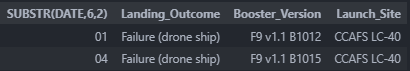 SUBSTR(DATE,6,2) Landing_Outcome Booster_Version Launch_Site
01 Failure (drone ship) F9 v1.1 B1012 CCAFS LC-40
04 Failure (drone ship) F9 v1.1 B1015 CCAFS LC-40